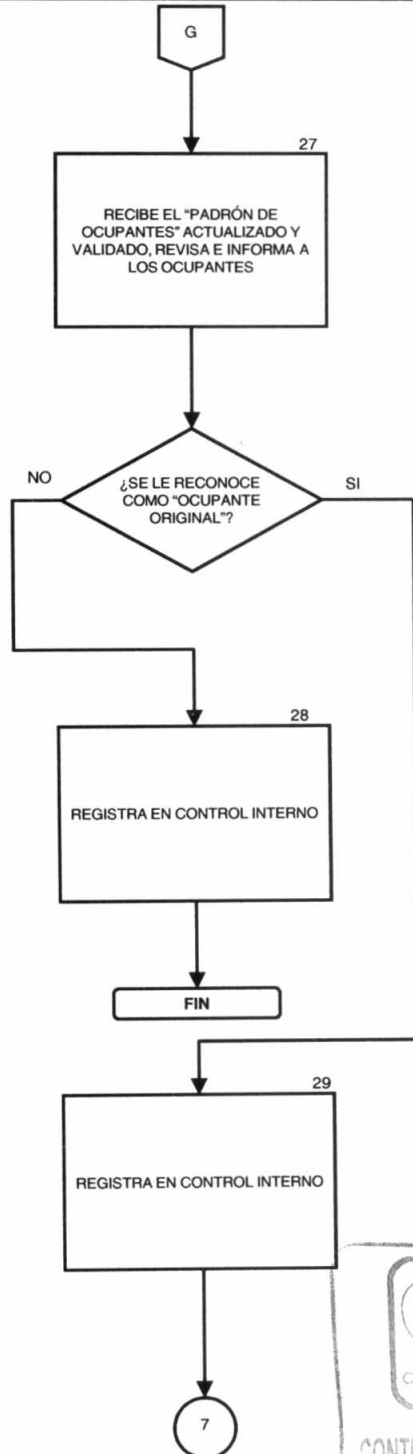 G
27
RECIBE EL "PADRÓN DE
OCUPANTES" ACTUALIZADO Y
VALIDADO, REVISA E INFORMA A
LOS OCUPANTES
NO
¿SE LE RECONOCE
COMO "OCUPANTE
ORIGINAL"?
SI
28
REGISTRA EN CONTROL INTERNO
FIN
29
REGISTRA EN CONTROL INTERNO
7